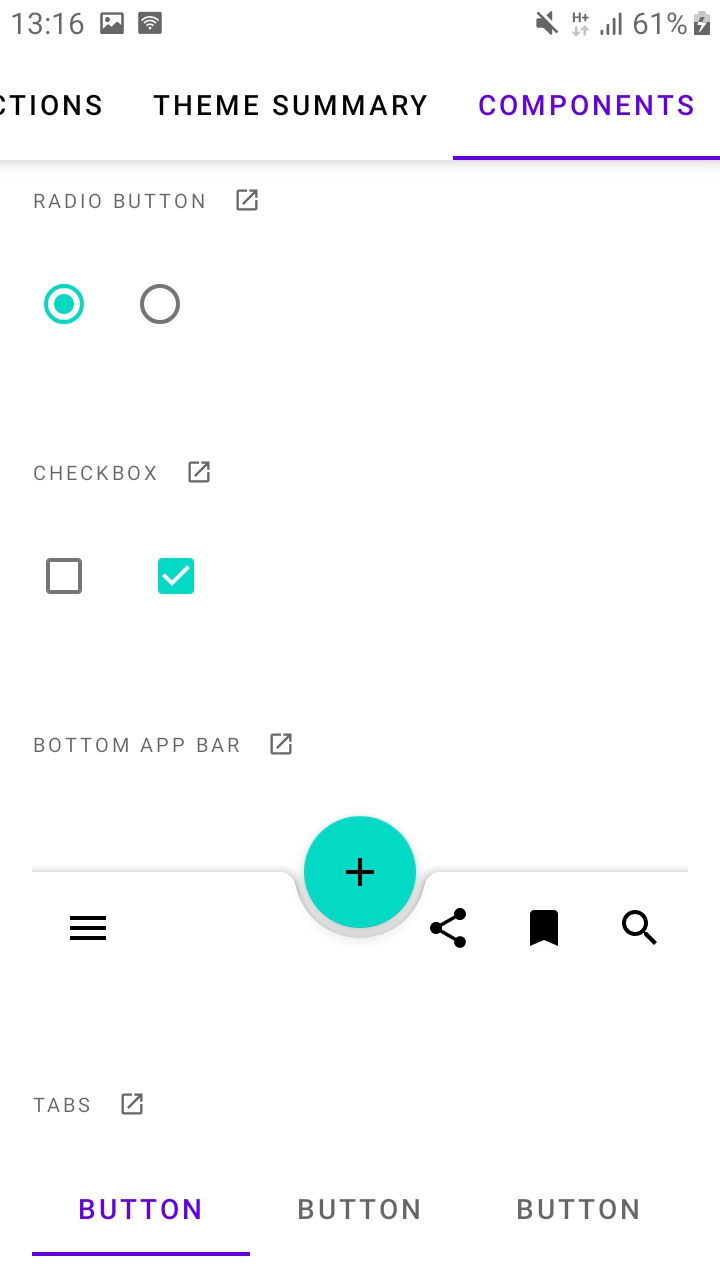 13:16 H+ 61%
CTIONS THEME SUMMARY COMPONENTS
RADIO BUTTON
CHECKBOX
BOTTOM APP BAR
TABS
BUTTON BUTTON BUTTON